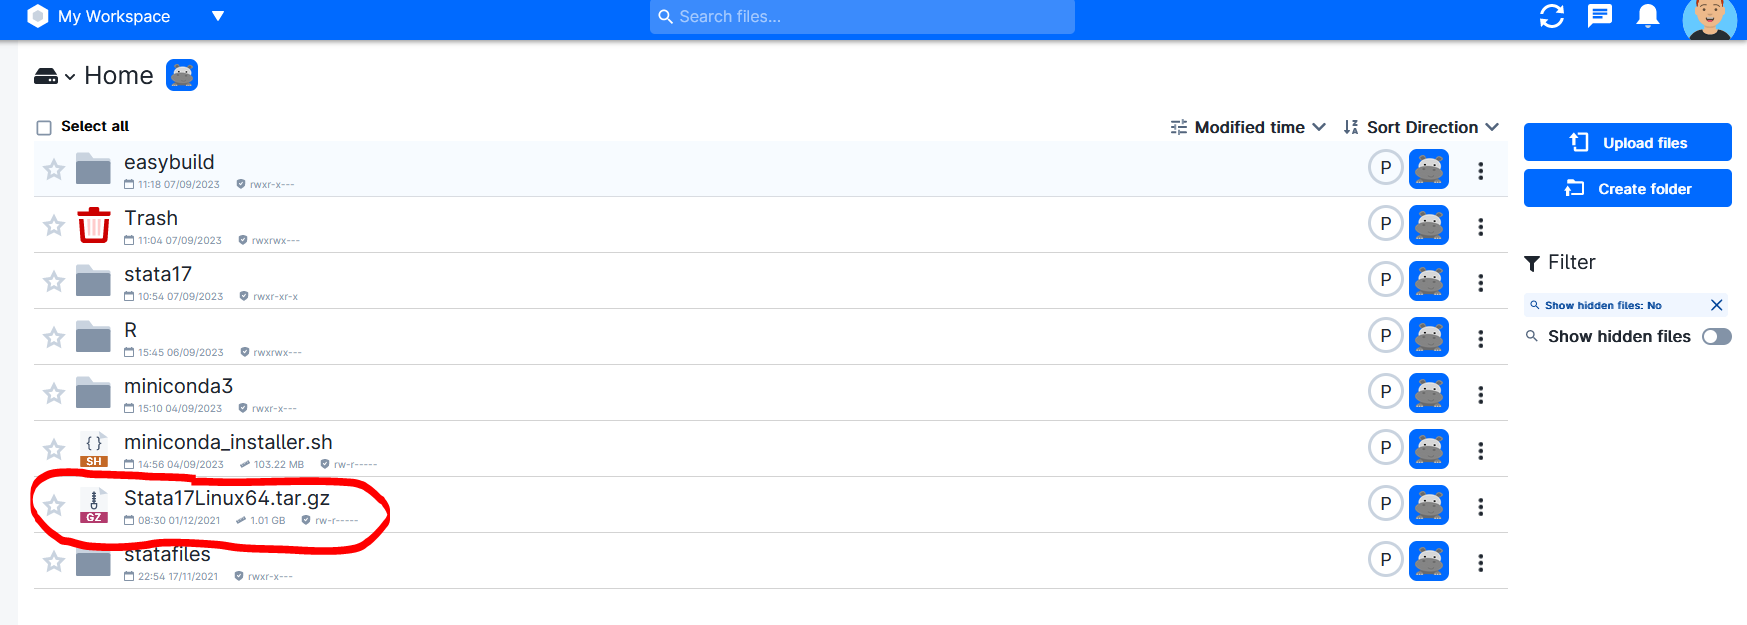 My Workspace
Search files...
Home
Select all
Modified time
Sort Direction
Upload files
Create folder
easybuild
11:18 07/09/2023 rwxr-x---
P
Trash
11:04 07/09/2023 rwxrwx---
P
stata17
10:54 07/09/2023 rwxr-xr-x
P
R
15:45 06/09/2023 rwxrwx---
P
miniconda3
15:10 04/09/2023 rwxr-x---
P
{ } SH
miniconda_installer.sh
14:56 04/09/2023 103.22 MB rw-r-----
P
GZ
Stata17Linux64.tar.gz
08:30 01/12/2021 1.01 GB rw-r-----
P
statafiles
22:54 17/11/2021 rwxr-x---
P
Filter
Show hidden files: No
Show hidden files